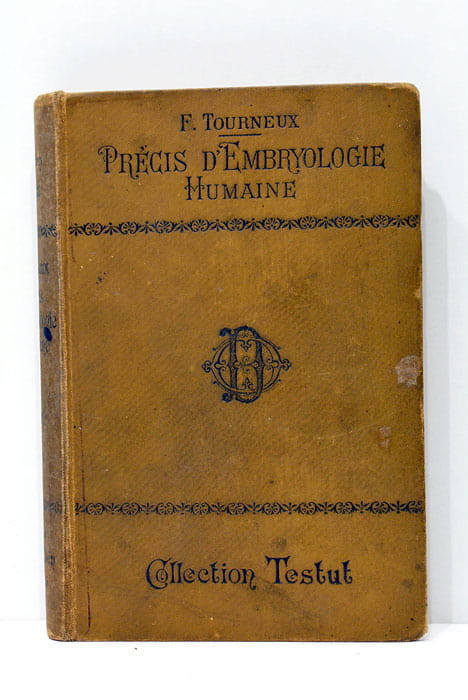 F. TOURNEUX
PRÉCIS D'EMBRYOLOGIE
HUMAINE
Collection Testut